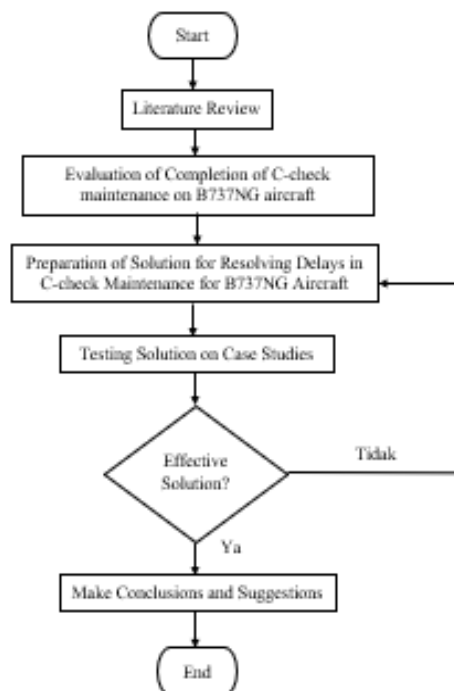 Start
Literature Review
Evaluation of Completion of C-check
maintenance on B737NG aircraft
Preparation of Solution for Resolving Delays in
C-check Maintenance for B737NG Aircraft
Testing Solution on Case Studies
Effective
Solution?
Tidak
Ya
Make Conclusions and Suggestions
End